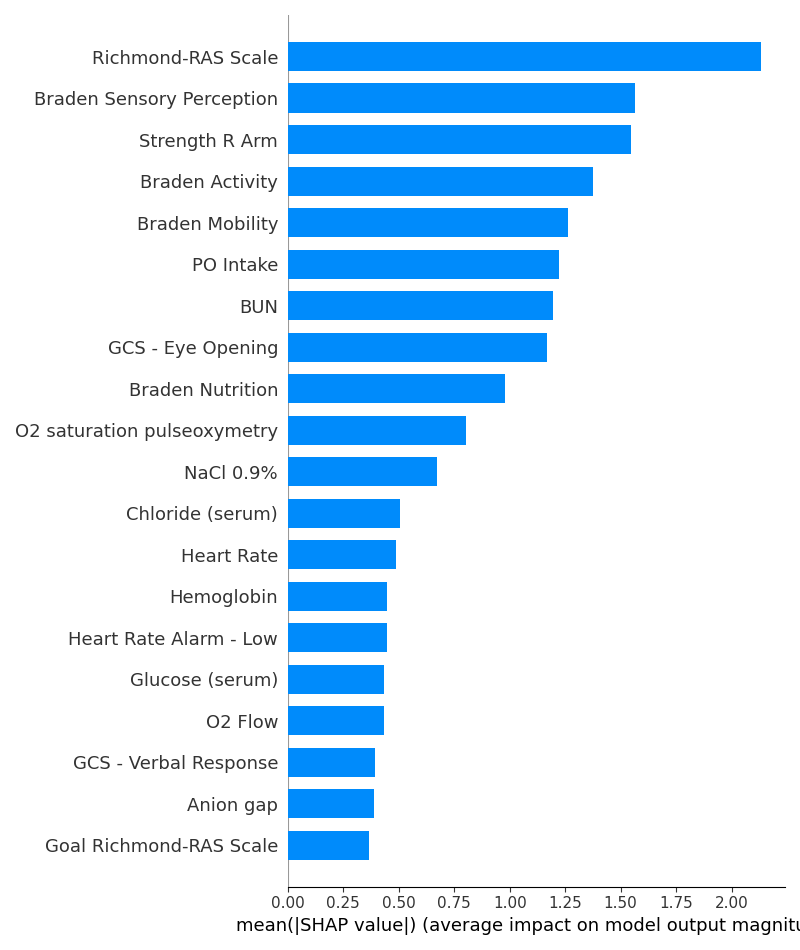 Richmond-RAS Scale
Braden Sensory Perception
Strength R Arm
Braden Activity
Braden Mobility
PO Intake
BUN
GCS - Eye Opening
Braden Nutrition
O2 saturation pulseoxymetry
NaCl 0.9%
Chloride (serum)
Heart Rate
Hemoglobin
Heart Rate Alarm - Low
Glucose (serum)
O2 Flow
GCS - Verbal Response
Anion gap
Goal Richmond-RAS Scale
0.00 0.25 0.50 0.75 1.00 1.25 1.50 1.75 2.00
mean(|SHAP value|) (average impact on model output magnitu